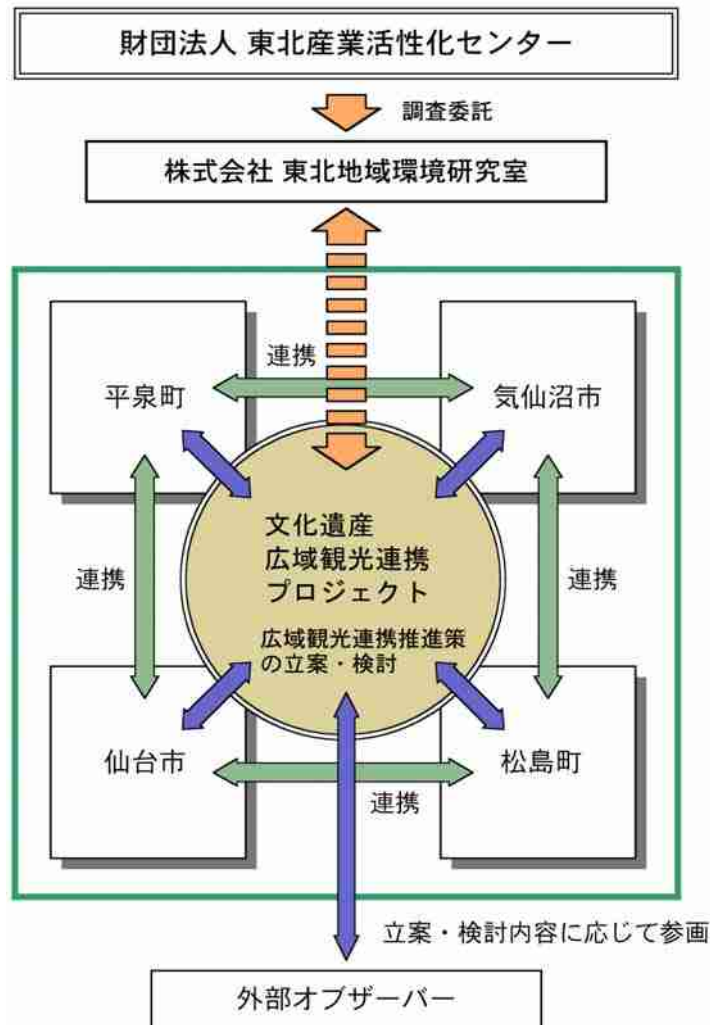 財団法人 東北産業活性化センター
調査委託
株式会社 東北地域環境研究室
連携
平泉町
気仙沼市
文化遺産
広域観光連携
プロジェクト
連携
連携
広域観光連携推進策
の立案・検討
仙台市
松島町
連携
立案・検討内容に応じて参画
外部オブザーバー